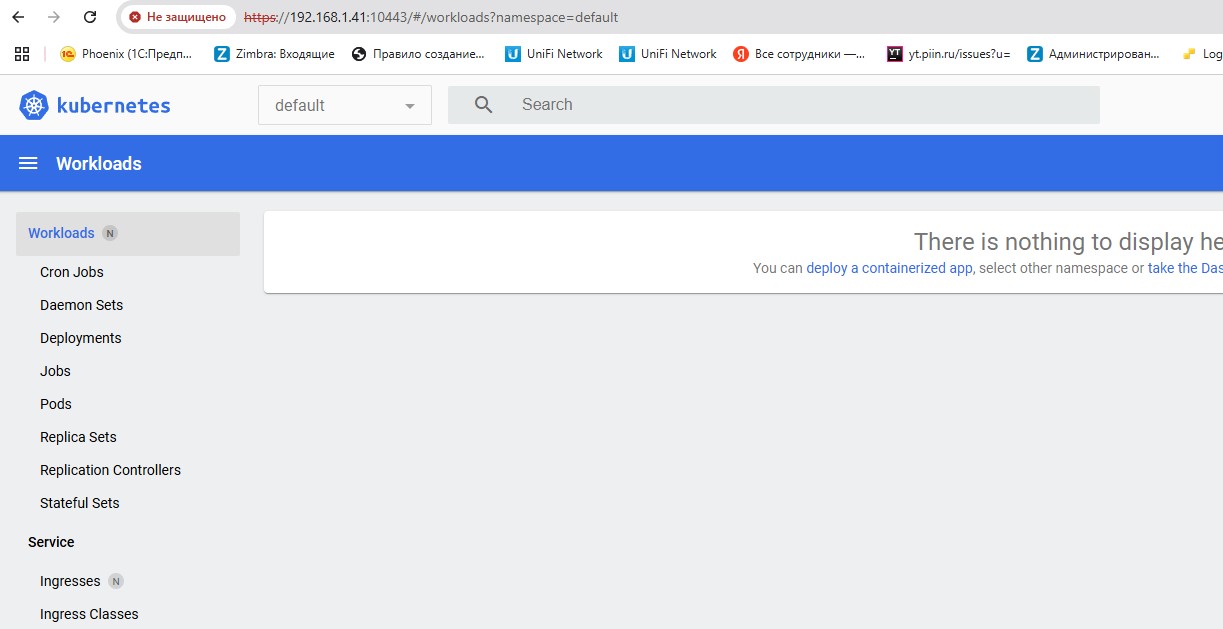 Не защищено https://192.168.1.41:10443/#/workloads?namespace=default
Phoenix (1С:Предп... Zimbra: Входящие Правило создание... UniFi Network UniFi Network Все сотрудники —... yt.piin.ru/issues?u= Администрирован... Log
kubernetes default Search
Workloads
Workloads N
There is nothing to display he
You can deploy a containerized app, select other namespace or take the Das
Cron Jobs
Daemon Sets
Deployments
Jobs
Pods
Replica Sets
Replication Controllers
Stateful Sets
Service
Ingresses N
Ingress Classes